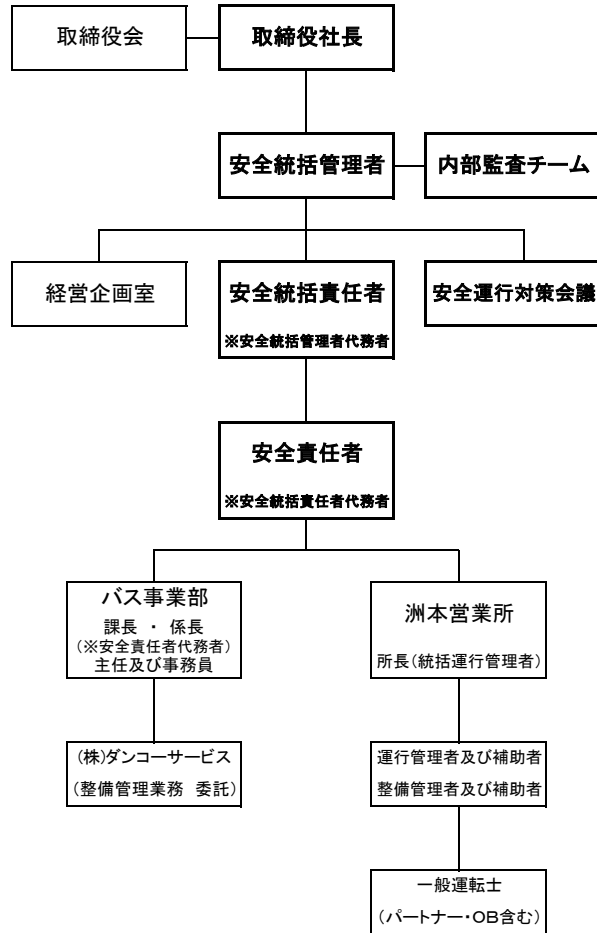 取締役会
取締役社長
安全統括管理者
内部監査チーム
経営企画室
安全統括責任者
※安全統括管理者代務者
安全運行対策会議
安全責任者
※安全統括責任者代務者
バス事業部
課長 ・ 係長
(※安全責任者代務者)
主任及び事務員
洲本営業所
所長(統括運行管理者)
(株)ダンコーサービス
(整備管理業務 委託)
運行管理者及び補助者
整備管理者及び補助者
一般運転士
(パートナー・OB含む)